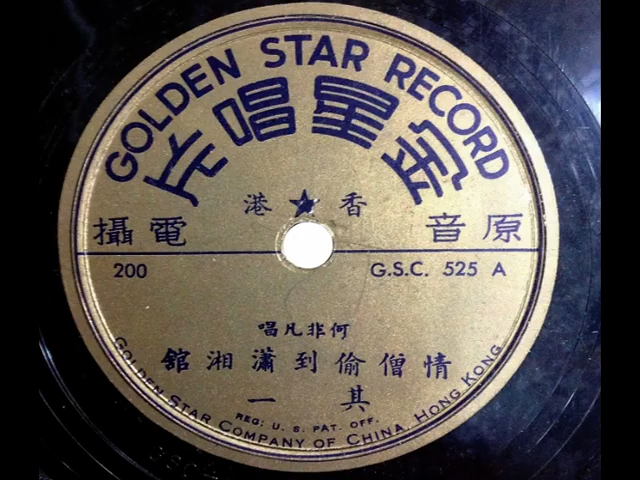 GOLDEN STAR RECORD
金星唱片
香★港
原音電攝
200 G.S.C. 525 A
何非凡唱
情僧偷到瀟湘舘
其一
REG: U. S. PAT. OFF.
GOLDEN STAR COMPANY OF CHINA, HONG KONG